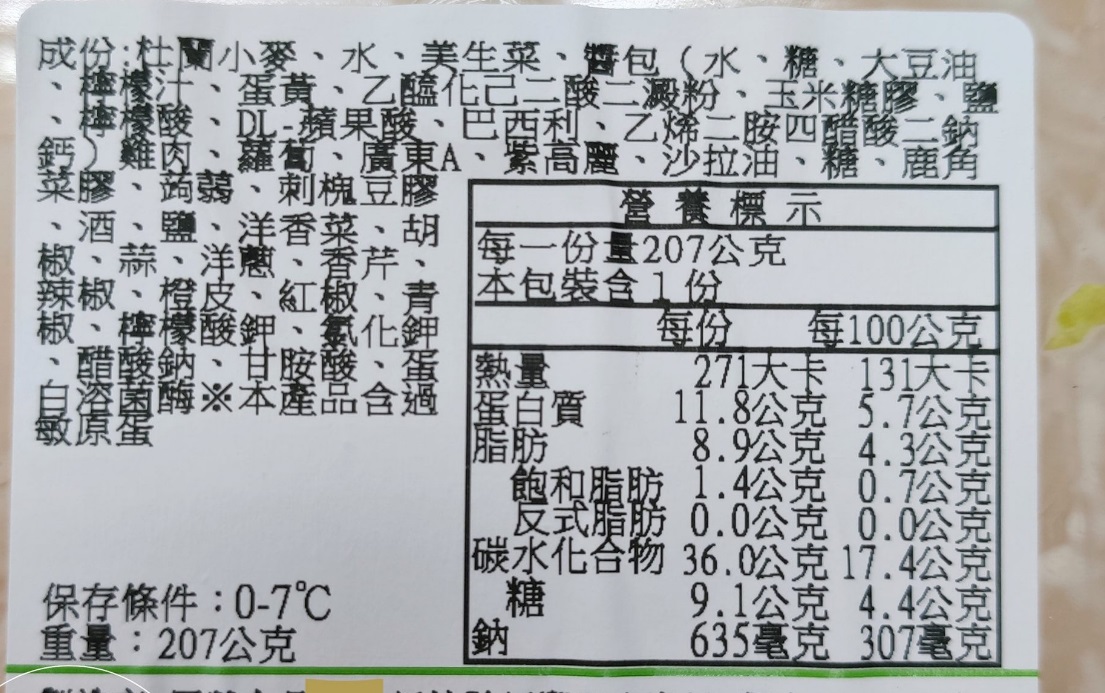 成份:杜蘭小麥、水、美生菜、醬包(水、糖、大豆油
、檸檬汁、蛋黃、乙醯化己二酸二澱粉、玉米糖膠、鹽
、檸檬酸、DL-蘋果酸、巴西利、乙烯二胺四醋酸二鈉
鈣)雞肉、蘿蔔、廣東A、紫高麗、沙拉油、糖、鹿角
菜膠、蒟蒻、刺槐豆膠
、酒、鹽、洋香菜、胡
椒、蒜、洋蔥、香芹、
辣椒、橙皮、紅椒、青
椒、檸檬酸鉀、氯化鉀
、醋酸鈉、甘胺酸、蛋
白溶菌酶※本產品含過
敏原蛋
保存條件:0-7℃
重量:207公克
營養標示
每一份量207公克
本包裝含 1 份
每份 每100公克
熱量 271大卡 131大卡
蛋白質 11.8公克 5.7公克
脂肪 8.9公克 4.3公克
飽和脂肪 1.4公克 0.7公克
反式脂肪 0.0公克 0.0公克
碳水化合物 36.0公克 17.4公克
糖 9.1公克 4.4公克
鈉 635毫克 307毫克